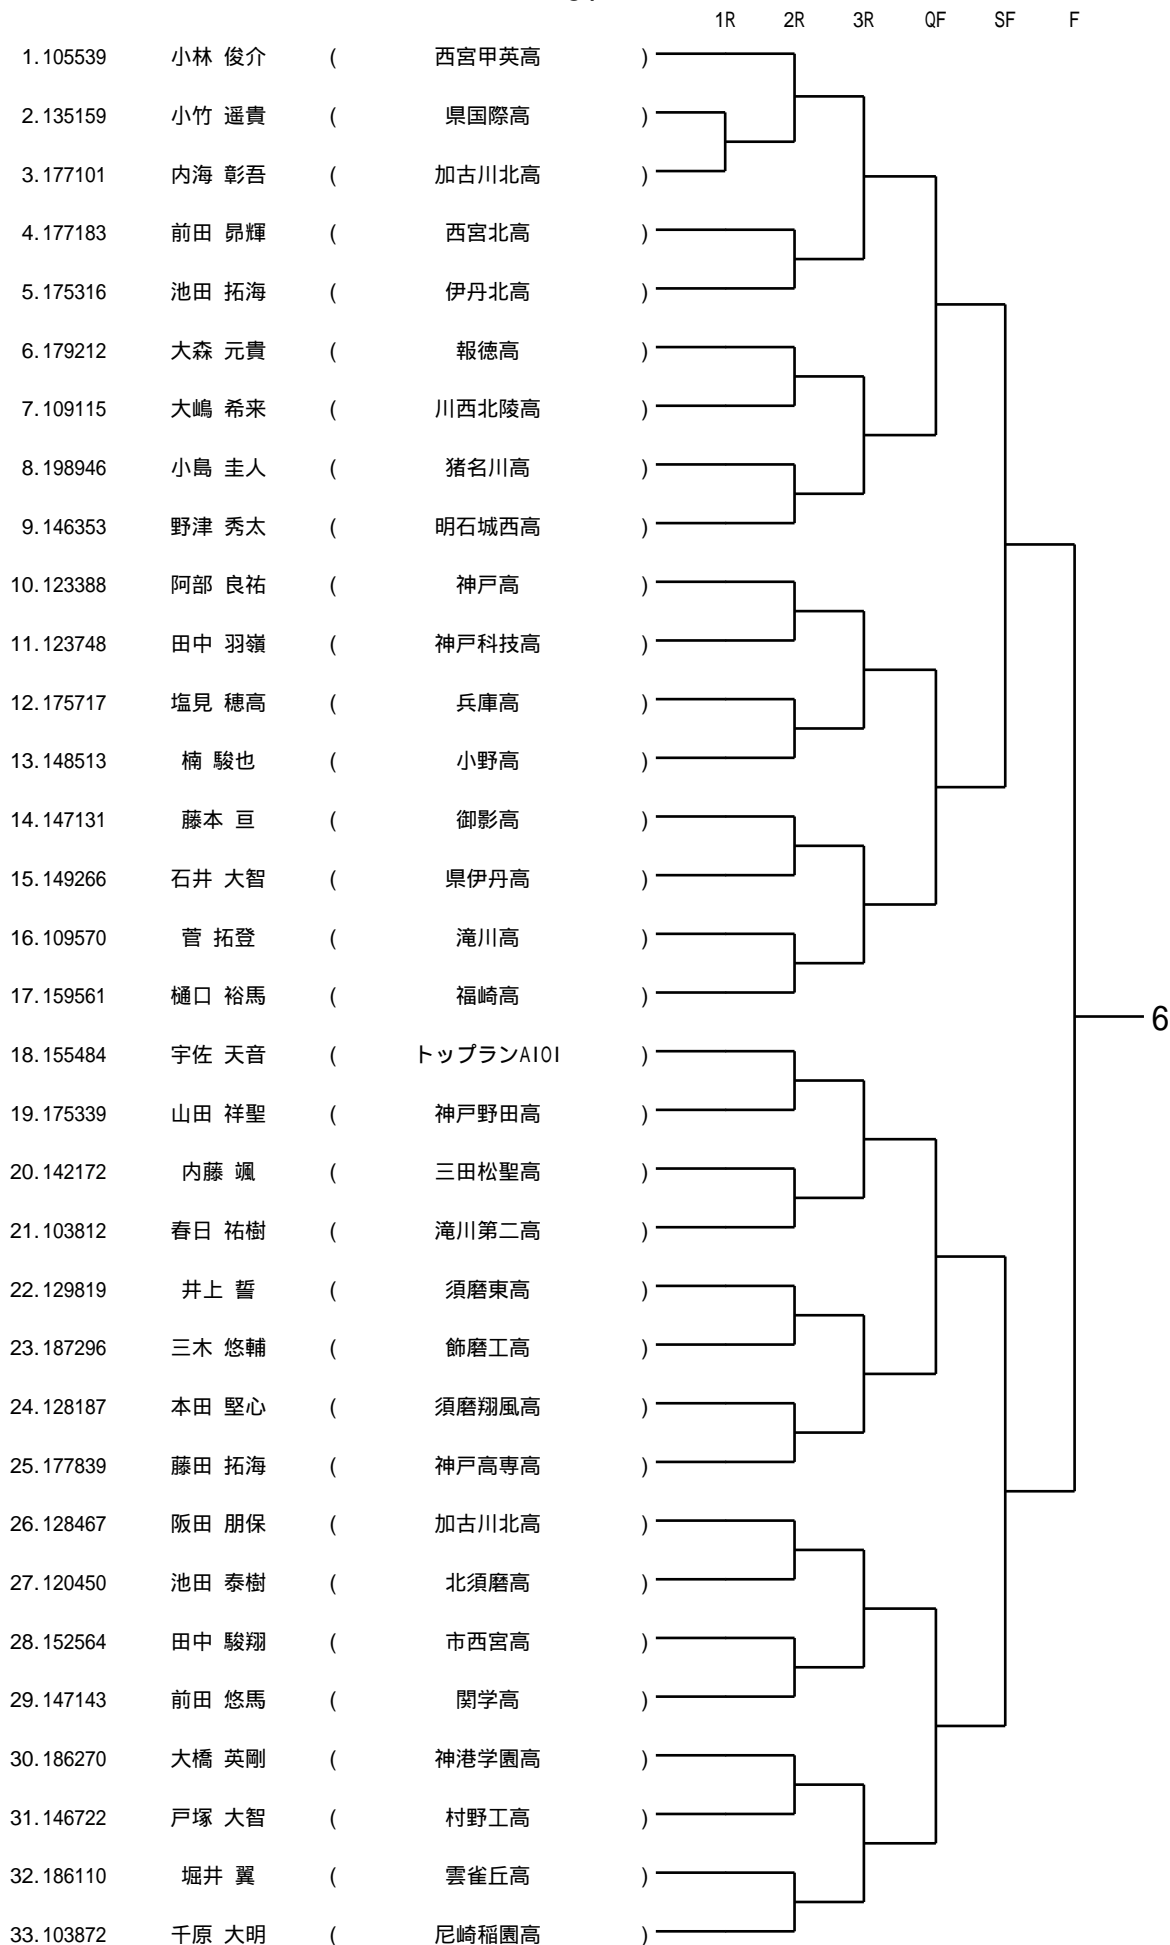 1R 2R 3R QF SF F
1.105539 小林 俊介 ( 西宮甲英高 )
2.135159 小竹 遥貴 ( 県国際高 )
3.177101 内海 彰吾 ( 加古川北高 )
4.177183 前田 昴輝 ( 西宮北高 )
5.175316 池田 拓海 ( 伊丹北高 )
6.179212 大森 元貴 ( 報徳高 )
7.109115 大嶋 希来 ( 川西北陵高 )
8.198946 小島 圭人 ( 猪名川高 )
9.146353 野津 秀太 ( 明石城西高 )
10.123388 阿部 良祐 ( 神戸高 )
11.123748 田中 羽嶺 ( 神戸科技高 )
12.175717 塩見 穂高 ( 兵庫高 )
13.148513 楠 駿也 ( 小野高 )
14.147131 藤本 亘 ( 御影高 )
15.149266 石井 大智 ( 県伊丹高 )
16.109570 菅 拓登 ( 滝川高 )
17.159561 樋口 裕馬 ( 福崎高 )
6
18.155484 宇佐 天音 ( トップランAIOI )
19.175339 山田 祥聖 ( 神戸野田高 )
20.142172 内藤 颯 ( 三田松聖高 )
21.103812 春日 祐樹 ( 滝川第二高 )
22.129819 井上 誓 ( 須磨東高 )
23.187296 三木 悠輔 ( 飾磨工高 )
24.128187 本田 堅心 ( 須磨翔風高 )
25.177839 藤田 拓海 ( 神戸高専高 )
26.128467 阪田 朋保 ( 加古川北高 )
27.120450 池田 泰樹 ( 北須磨高 )
28.152564 田中 駿翔 ( 市西宮高 )
29.147143 前田 悠馬 ( 関学高 )
30.186270 大橋 英剛 ( 神港学園高 )
31.146722 戸塚 大智 ( 村野工高 )
32.186110 堀井 翼 ( 雲雀丘高 )
33.103872 千原 大明 ( 尼崎稲園高 )